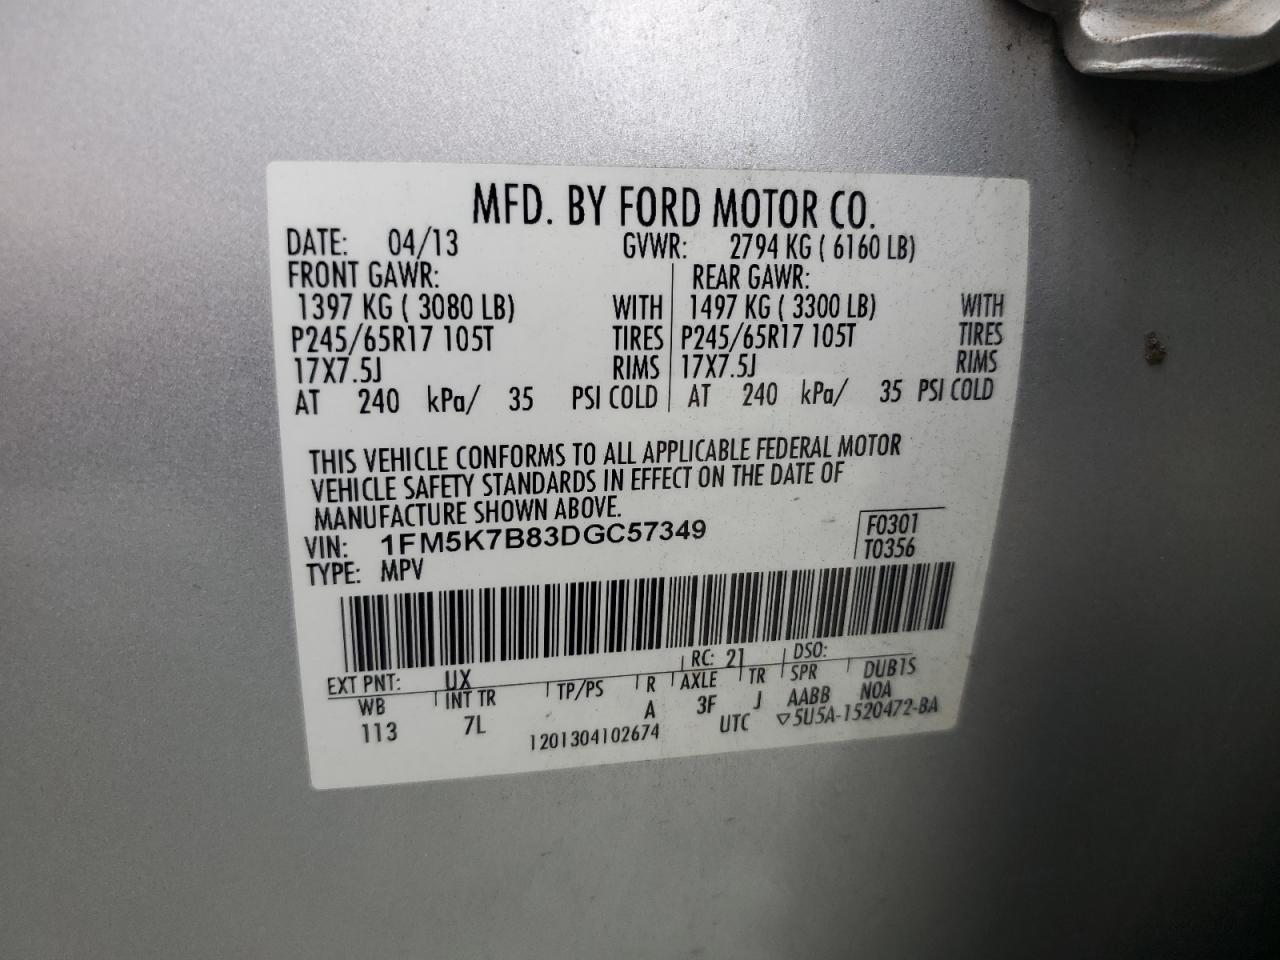 MFD. BY FORD MOTOR CO.
DATE: 04/13 GVWR: 2794 KG ( 6160 LB)
FRONT GAWR: REAR GAWR:
1397 KG ( 3080 LB) WITH 1497 KG ( 3300 LB) WITH
P245/65R17 105T TIRES P245/65R17 105T TIRES
17X7.5J RIMS 17X7.5J RIMS
AT 240 kPa/ 35 PSI COLD AT 240 kPa/ 35 PSI COLD
THIS VEHICLE CONFORMS TO ALL APPLICABLE FEDERAL MOTOR
VEHICLE SAFETY STANDARDS IN EFFECT ON THE DATE OF
MANUFACTURE SHOWN ABOVE.
VIN: 1FM5K7B83DGC57349 F0301
TYPE: MPV T0356
EXT PNT: UX RC: 21 DSO:
WB INT TR TP/PS R AXLE TR SPR DUB1S
113 7L A 3F J AABB N0A
1201304102674 UTC ▽5U5A-1520472-BA